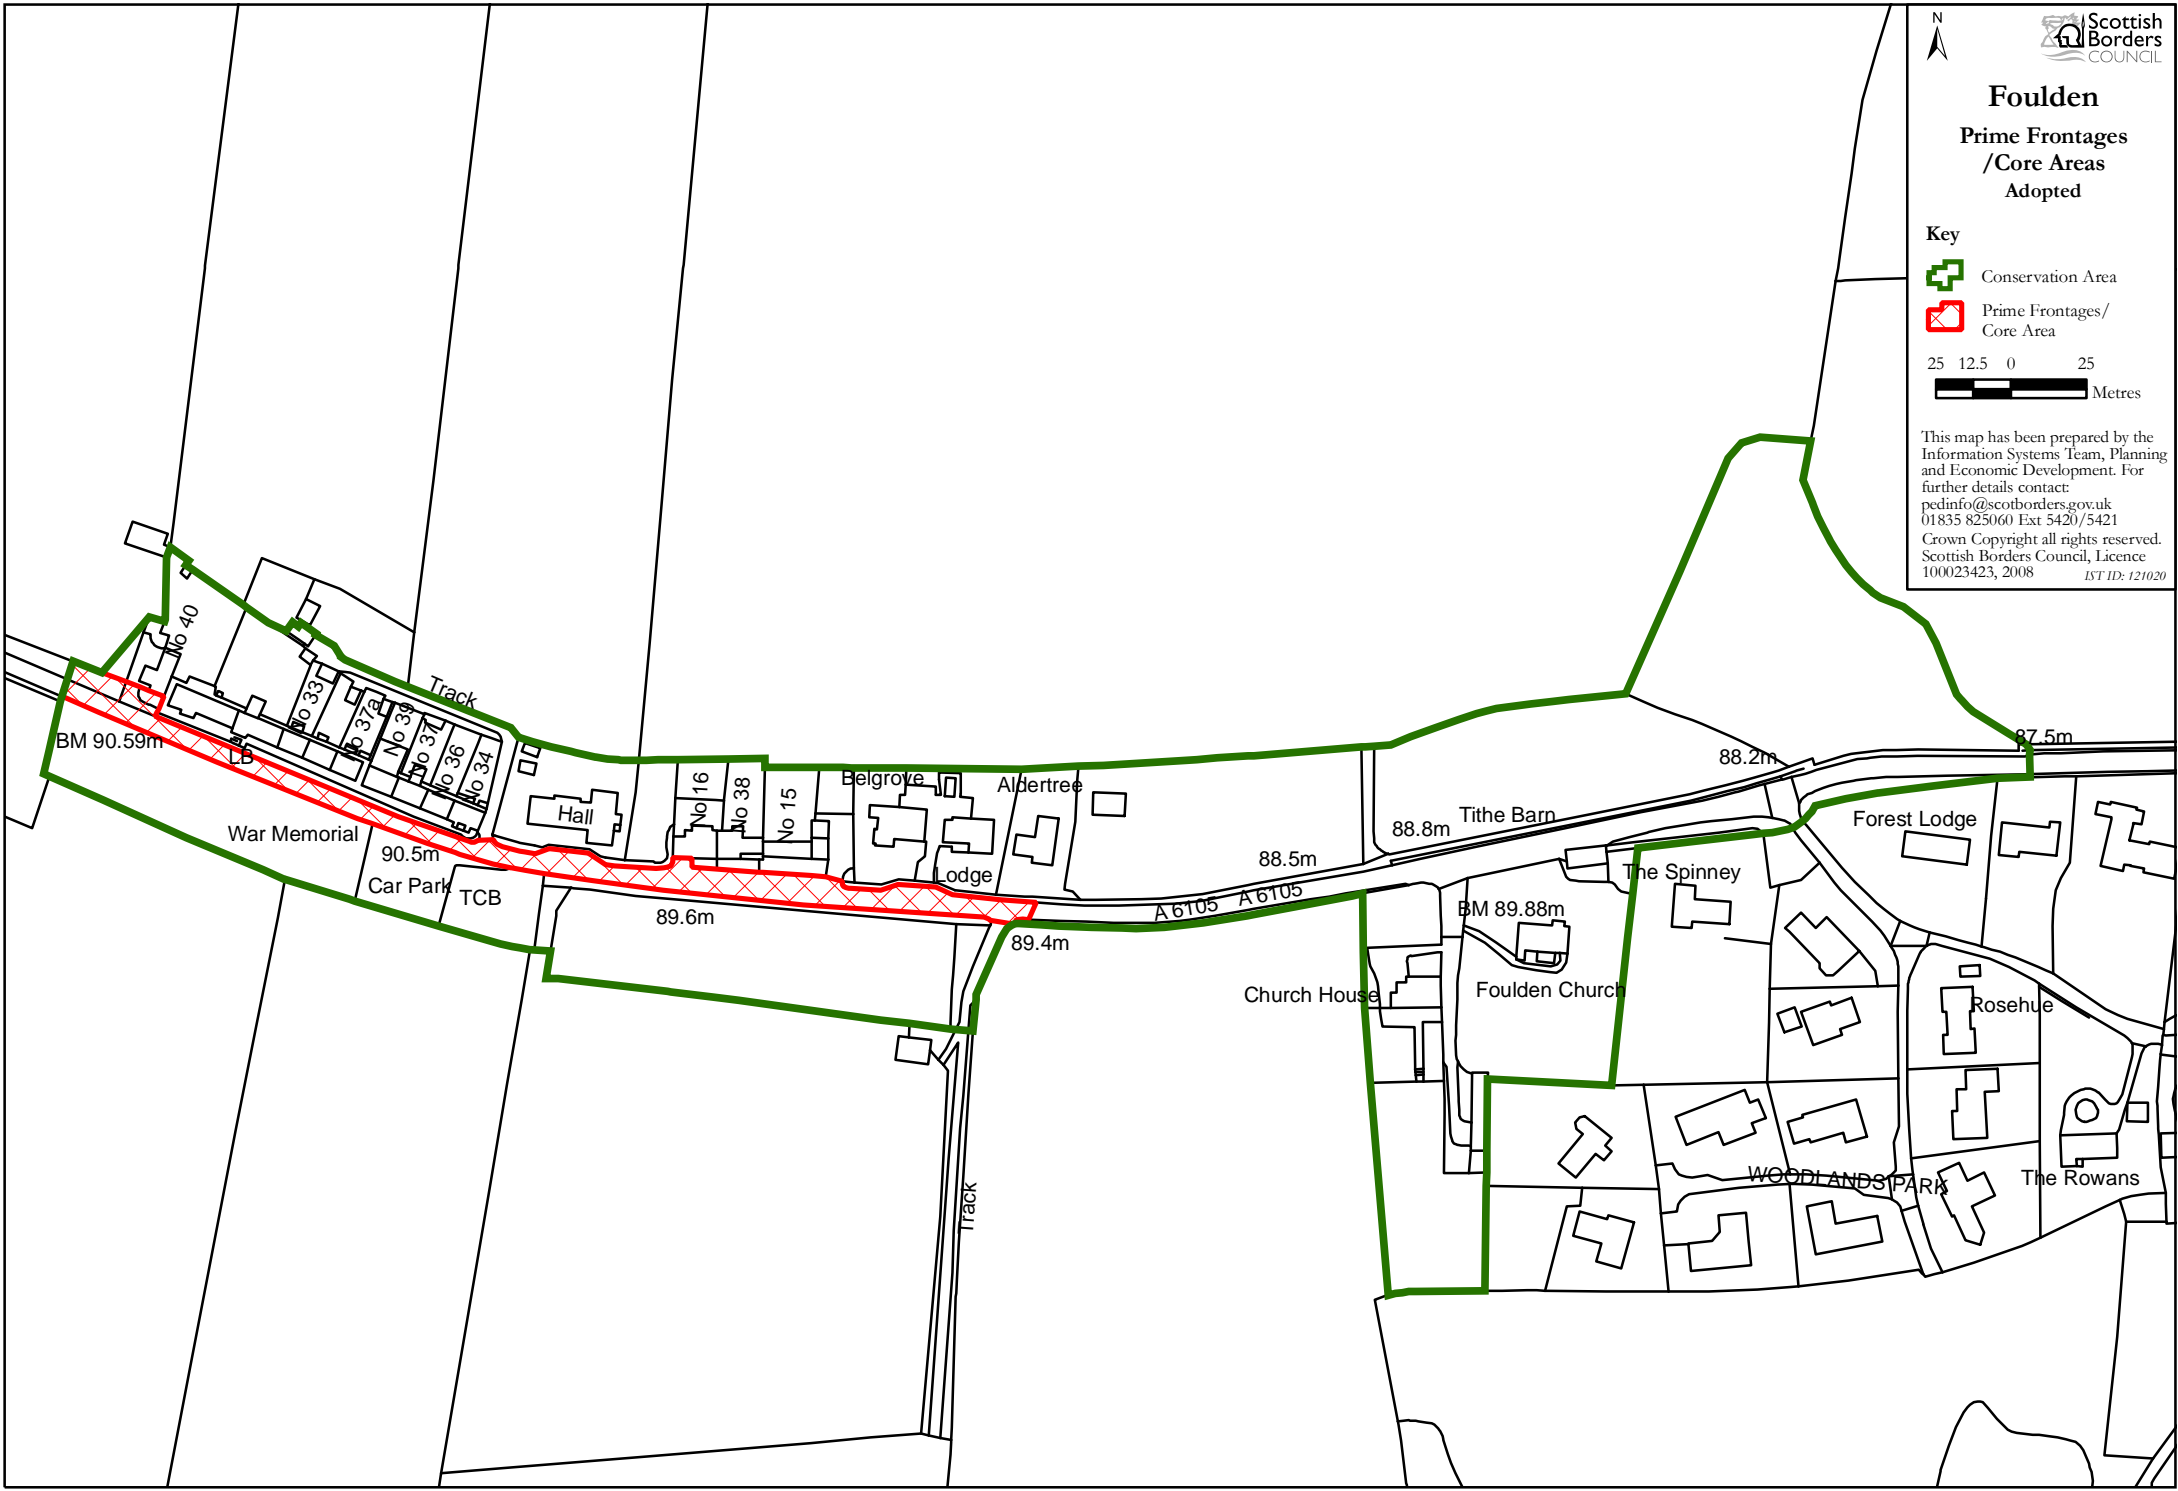 N
Scottish
Borders
COUNCIL
Foulden
Prime Frontages
/Core Areas
Adopted
Key
Conservation Area
Prime Frontages/
Core Area
25 12.5 0 25
Metres
This map has been prepared by the
Information Systems Team, Planning
and Economic Development. For
further details contact:
pedinfo@scotborders.gov.uk
01835 825060 Ext 5420/5421
Crown Copyright all rights reserved.
Scottish Borders Council, Licence
100023423, 2008
IST ID: 121020
No 40
Track
No 33
No 37a
No 39
No 37
No 36
No 34
BM 90.59m
LB
War Memorial
90.5m
Car Park
TCB
Hall
No 16
No 38
No 15
Belgrove
Aldertree
Lodge
89.6m
89.4m
Track
A 6105
A 6105
88.5m
88.8m
Tithe Barn
88.2m
87.5m
Forest Lodge
The Spinney
BM 89.88m
Church House
Foulden Church
Rosehue
WOODLANDS PARK
The Rowans